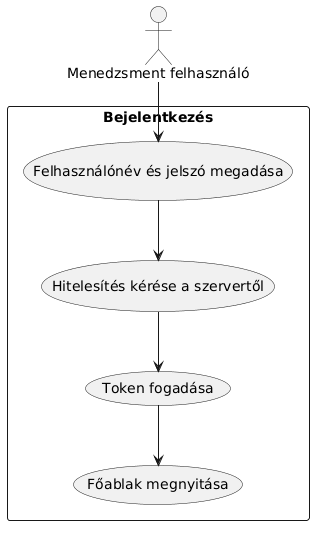 Menedzsment felhasználó
Bejelentkezés
Felhasználónév és jelszó megadása
Hitelesítés kérése a szervertől
Token fogadása
Főablak megnyitása